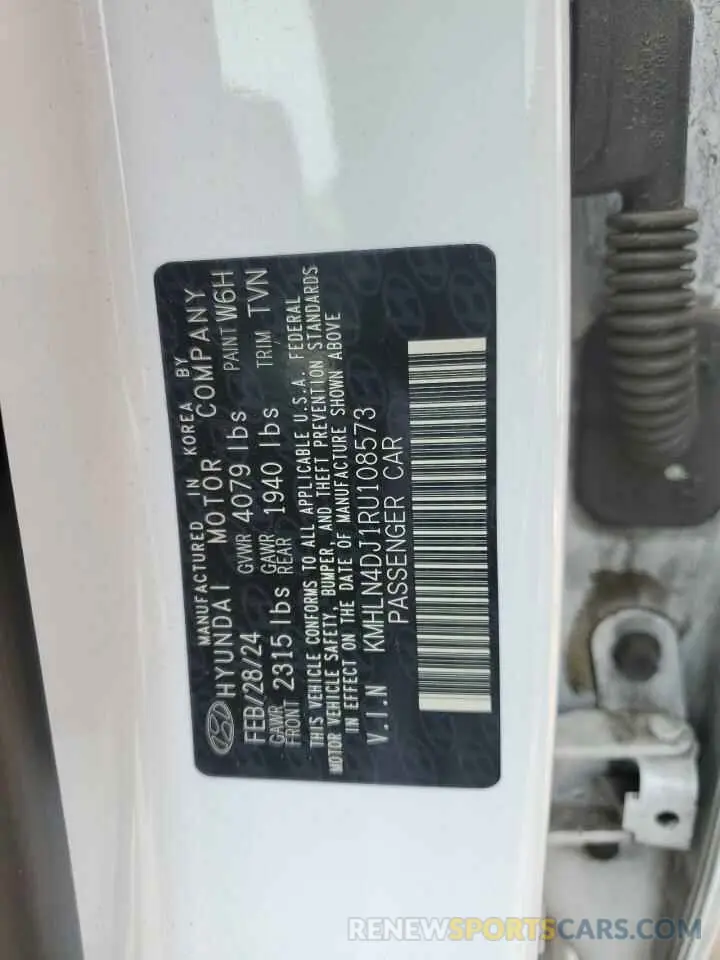 MANUFACTURED IN KOREA BY
HYUNDAI MOTOR COMPANY
FEB/28/24 GVWR 4079 lbs PAINT W6H
GAWR FRONT 2315 lbs GAWR REAR 1940 lbs TRIM TVN
THIS VEHICLE CONFORMS TO ALL APPLICABLE U.S.A. FEDERAL
MOTOR VEHICLE SAFETY, BUMPER, AND THEFT PREVENTION STANDARDS
IN EFFECT ON THE DATE OF MANUFACTURE SHOWN ABOVE
V.I.N KMHLN4DJ1RU108573
PASSENGER CAR
RENEWSPORTSCARS.COM